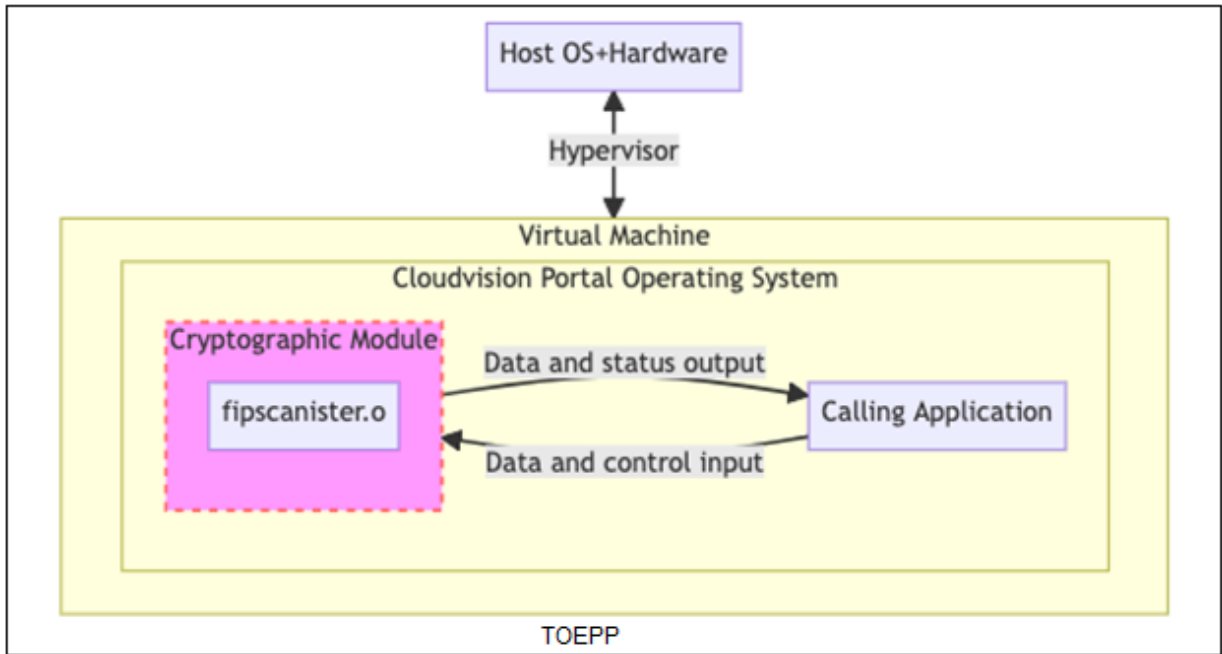 Host OS+Hardware
Hypervisor
Virtual Machine
Cloudvision Portal Operating System
Cryptographic Module
Data and status output
fipscanister.o
Calling Application
Data and control input
TOEPP